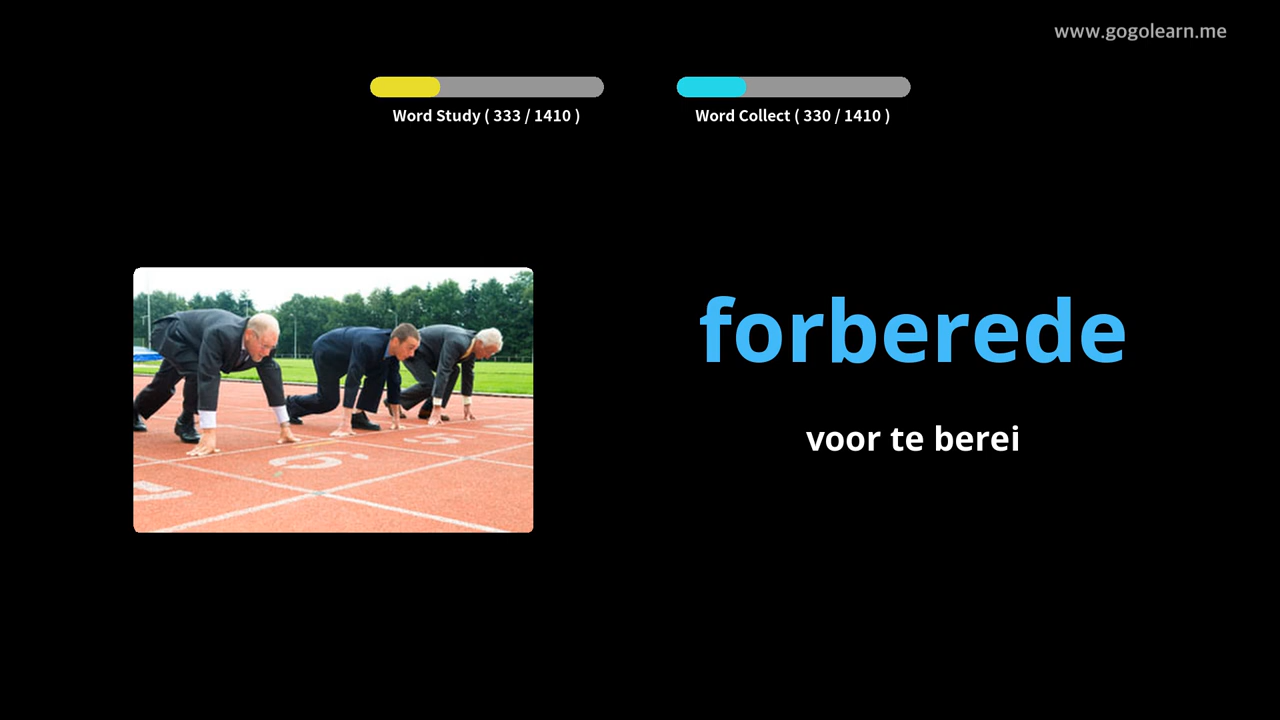 www.gogolearn.me
Word Study ( 333 / 1410 )
Word Collect ( 330 / 1410 )
forberede
voor te berei